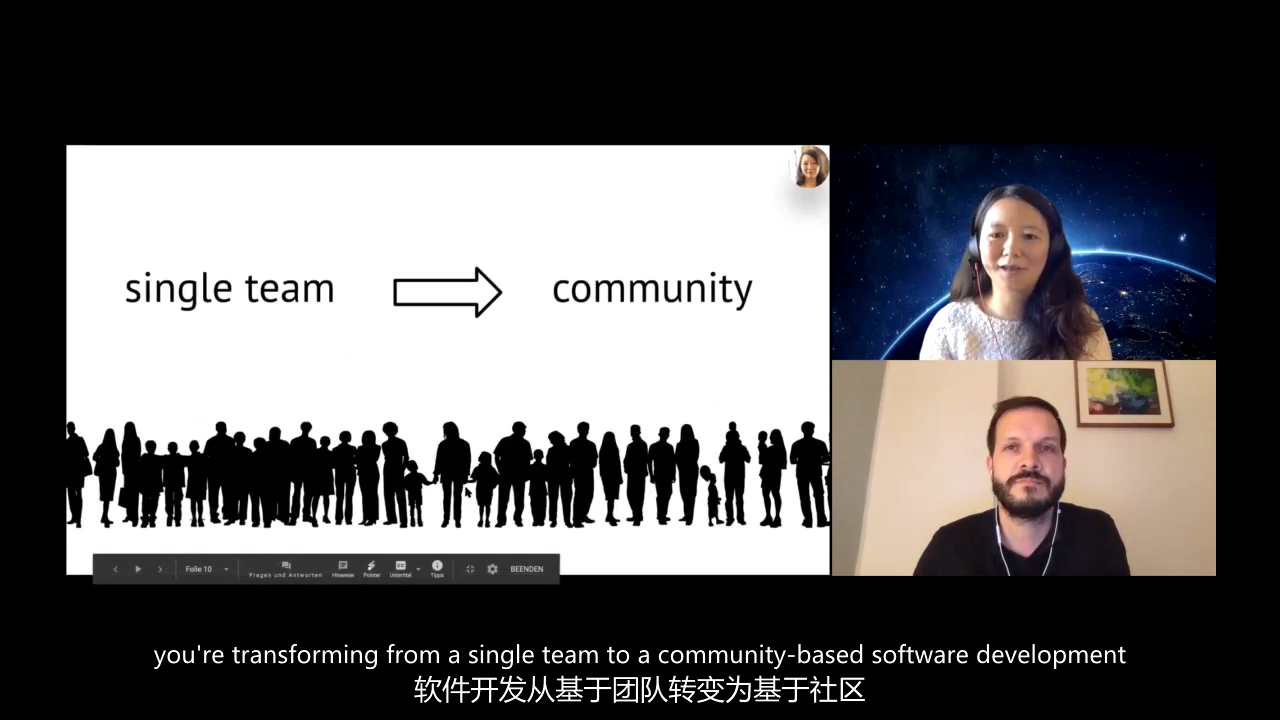 single team
community
Folie 10
Fragen und Antworten
Hinweise
Pointer
Untertitel
Tipps
BEENDEN
you're transforming from a single team to a community-based software development
软件开发从基于团队转变为基于社区